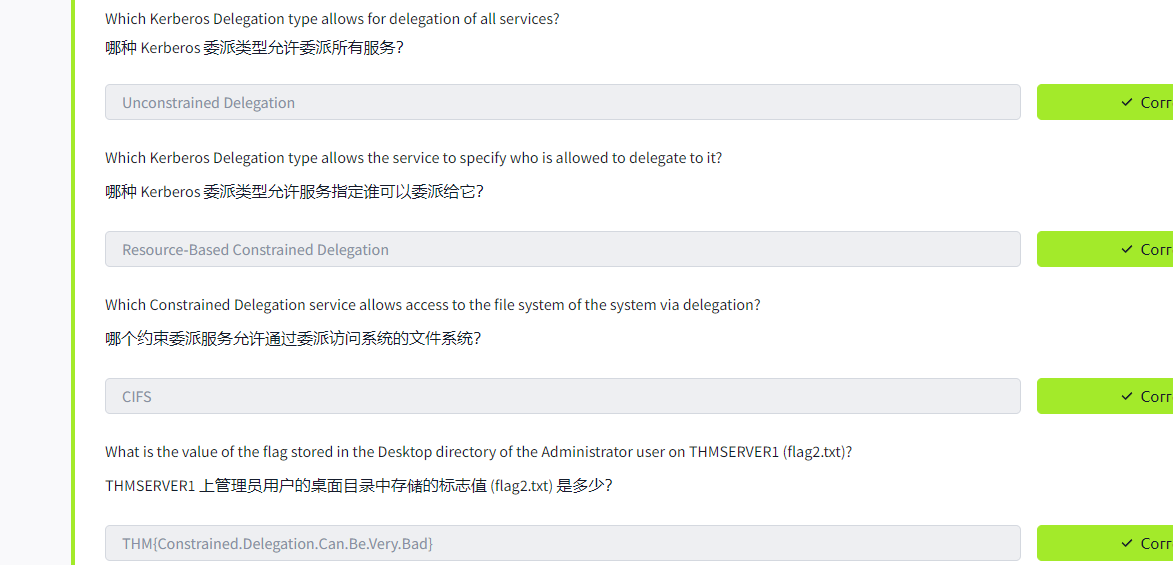 Which Kerberos Delegation type allows for delegation of all services?
哪种 Kerberos 委派类型允许委派所有服务？
Unconstrained Delegation
✓ Corr
Which Kerberos Delegation type allows the service to specify who is allowed to delegate to it?
哪种 Kerberos 委派类型允许服务指定谁可以委派给它？
Resource-Based Constrained Delegation
✓ Corr
Which Constrained Delegation service allows access to the file system of the system via delegation?
哪个约束委派服务允许通过委派访问系统的文件系统？
CIFS
✓ Corr
What is the value of the flag stored in the Desktop directory of the Administrator user on THMSERVER1 (flag2.txt)?
THMSERVER1 上管理员用户的桌面目录中存储的标志值 (flag2.txt) 是多少？
THM{Constrained.Delegation.Can.Be.Very.Bad}
✓ Corr